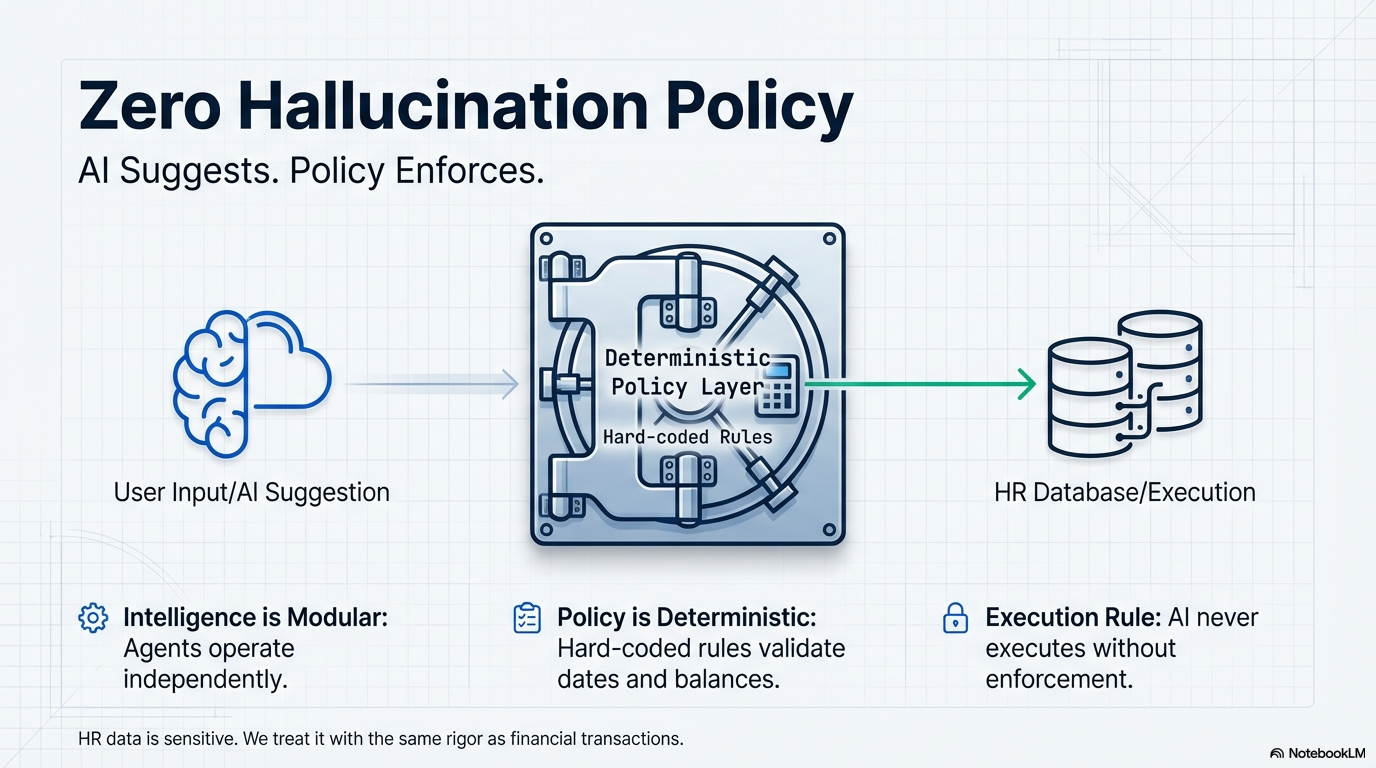 Zero Hallucination Policy
AI Suggests. Policy Enforces.
Deterministic
Policy Layer
Hard-coded Rules
User Input/AI Suggestion
HR Database/Execution
Intelligence is Modular:
Agents operate
independently.
Policy is Deterministic:
Hard-coded rules validate
dates and balances.
Execution Rule: AI never
executes without
enforcement.
HR data is sensitive. We treat it with the same rigor as financial transactions.
NotebookLM